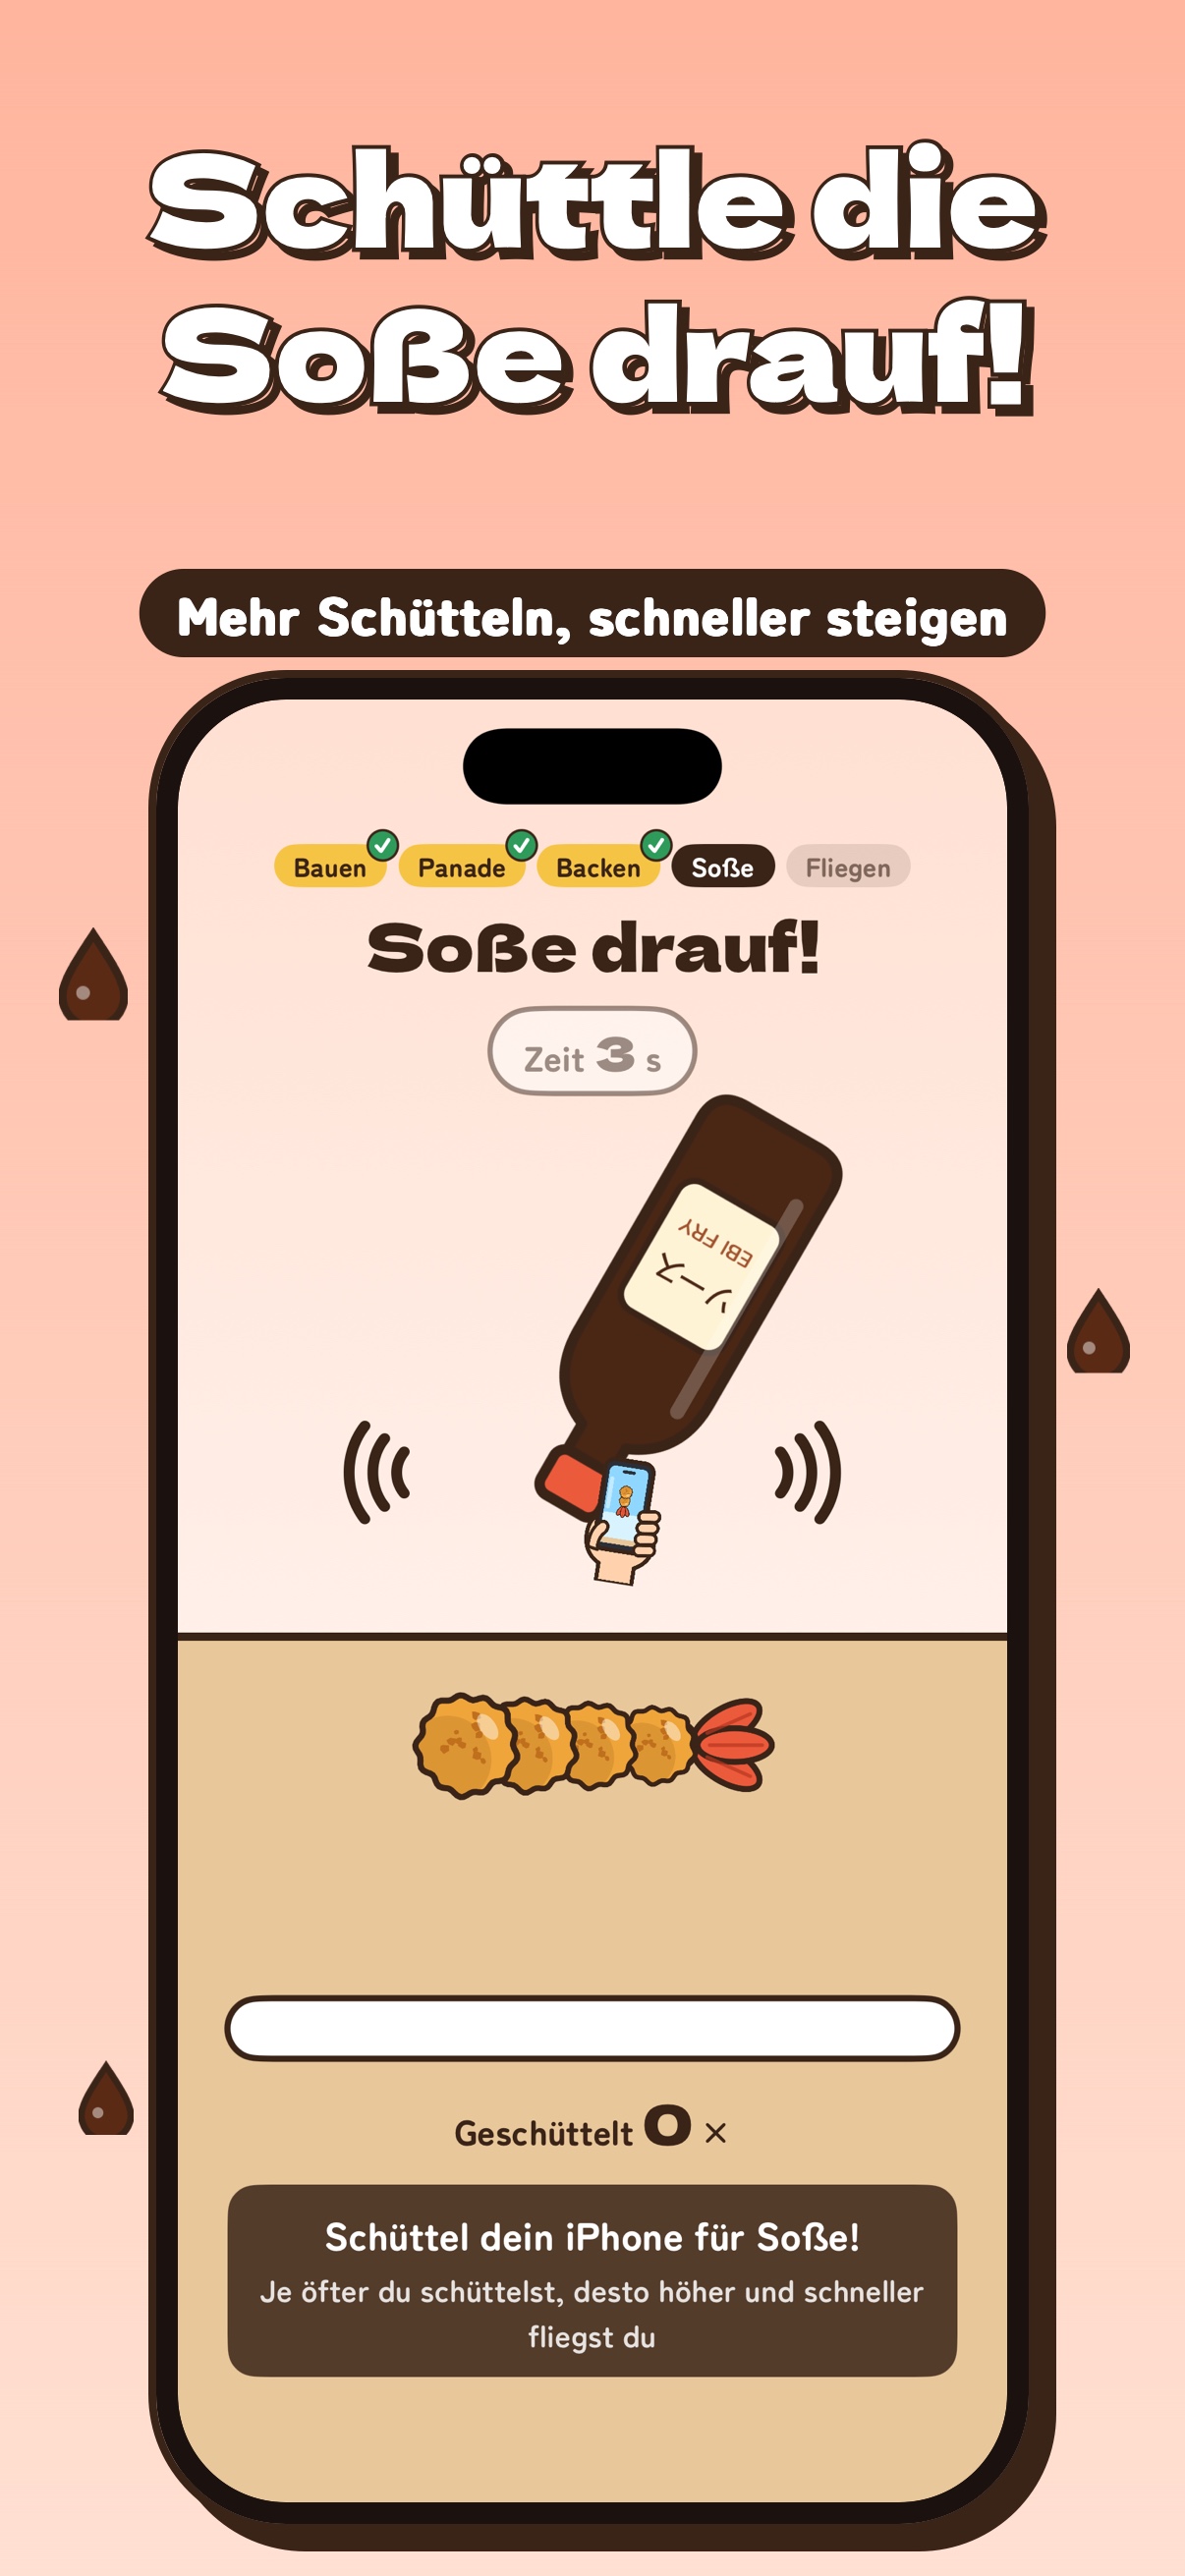 Schüttle die
Soße drauf!
Mehr Schütteln, schneller steigen
Bauen Panade Backen Soße Fliegen
Soße drauf!
Zeit 3 s
EBI FRY
ソース
Geschüttelt 0 ×
Schüttel dein iPhone für Soße!
Je öfter du schüttelst, desto höher und schneller
fliegst du